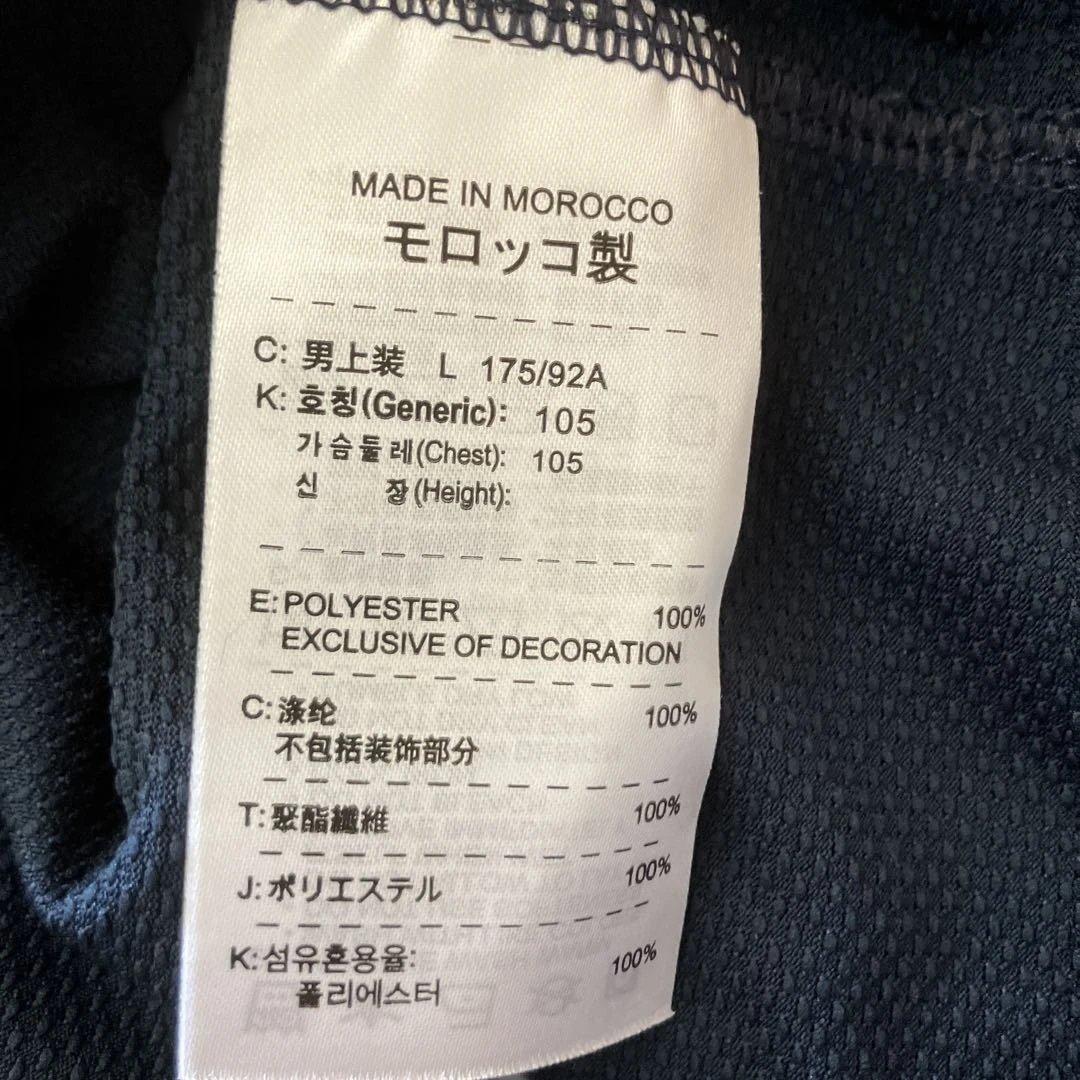 MADE IN MOROCCO
モロッコ製
C: 男上装 L 175/92A
K: 호칭(Generic): 105
가슴둘레(Chest): 105
신 장(Height):
E: POLYESTER 100%
EXCLUSIVE OF DECORATION
C: 涤纶 100%
不包括装饰部分
T: 聚酯纖維 100%
J: ポリエステル 100%
K: 섬유혼용율: 100%
폴리에스터